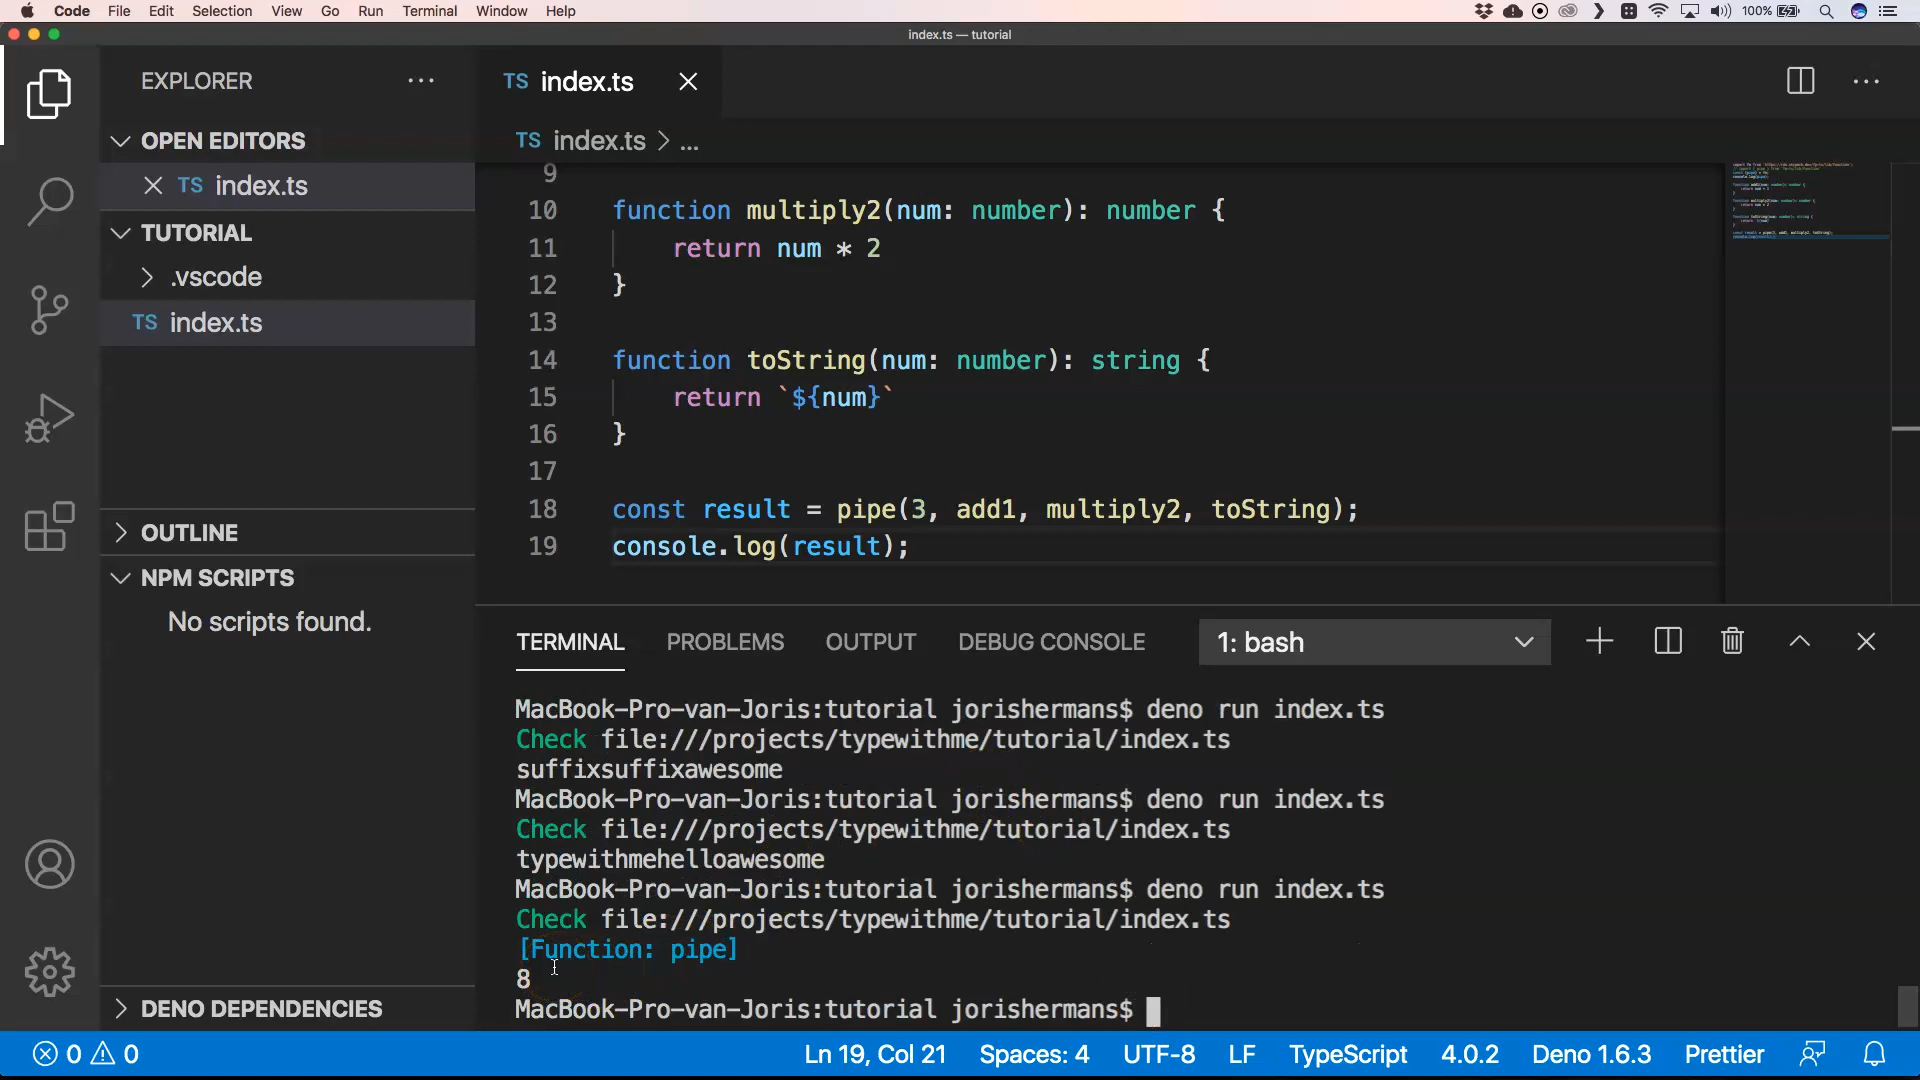 Code File Edit Selection View Go Run Terminal Window Help 100%
index.ts — tutorial
EXPLORER
OPEN EDITORS
TS index.ts
TUTORIAL
.vscode
TS index.ts
OUTLINE
NPM SCRIPTS
No scripts found.
DENO DEPENDENCIES
TS index.ts
TS index.ts > ...
9
10 function multiply2(num: number): number {
11 return num * 2
12 }
13
14 function toString(num: number): string {
15 return `${num}`
16 }
17
18 const result = pipe(3, add1, multiply2, toString);
19 console.log(result);
TERMINAL PROBLEMS OUTPUT DEBUG CONSOLE 1: bash
MacBook-Pro-van-Joris:tutorial jorishermans$ deno run index.ts
Check file:///projects/typewithme/tutorial/index.ts
suffixsuffixawesome
MacBook-Pro-van-Joris:tutorial jorishermans$ deno run index.ts
Check file:///projects/typewithme/tutorial/index.ts
typewithmehelloawesome
MacBook-Pro-van-Joris:tutorial jorishermans$ deno run index.ts
Check file:///projects/typewithme/tutorial/index.ts
[Function: pipe]
8
MacBook-Pro-van-Joris:tutorial jorishermans$
0 0 Ln 19, Col 21 Spaces: 4 UTF-8 LF TypeScript 4.0.2 Deno 1.6.3 Prettier